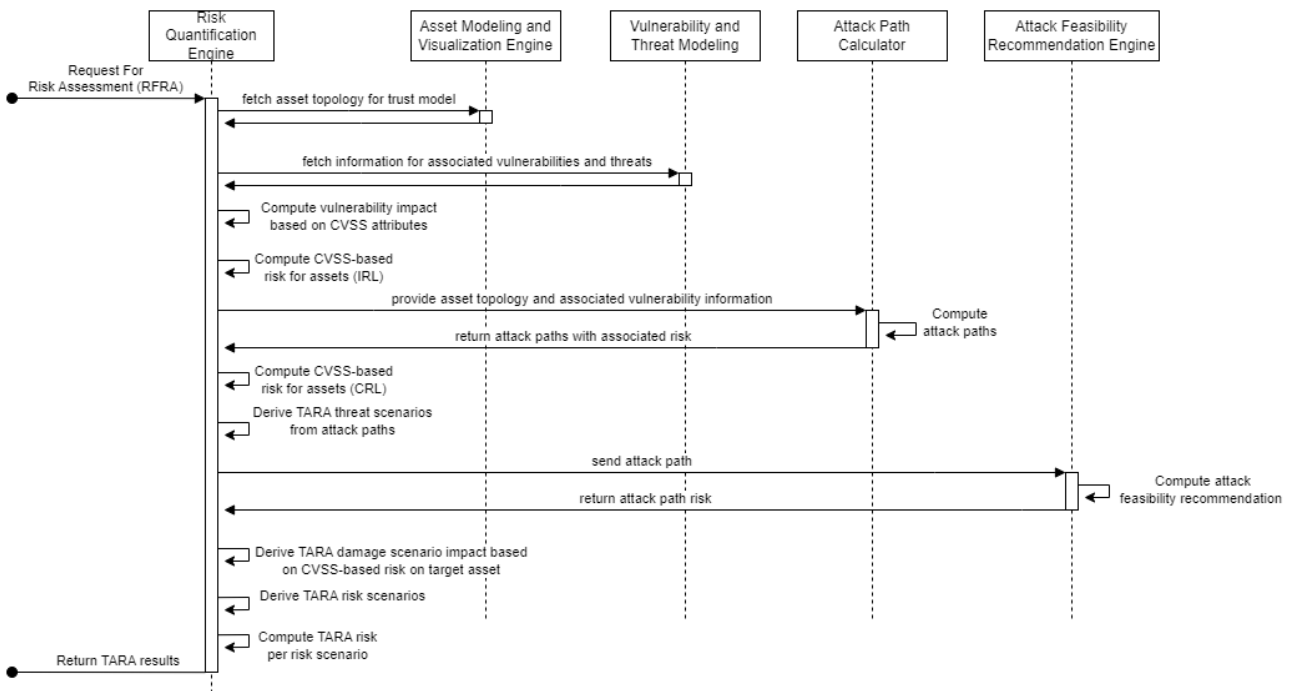 Risk
Quantification
Engine
Asset Modeling and
Visualization Engine
Vulnerability and
Threat Modeling
Attack Path
Calculator
Attack Feasibility
Recommendation Engine
Request For
Risk Assessment (RFRA)
fetch asset topology for trust model
fetch information for associated vulnerabilities and threats
Compute vulnerability impact
based on CVSS attributes
Compute CVSS-based
risk for assets (IRL)
provide asset topology and associated vulnerability information
Compute
attack paths
return attack paths with associated risk
Compute CVSS-based
risk for assets (CRL)
Derive TARA threat scenarios
from attack paths
send attack path
Compute attack
feasibility recommendation
return attack path risk
Derive TARA damage scenario impact based
on CVSS-based risk on target asset
Derive TARA risk scenarios
Compute TARA risk
per risk scenario
Return TARA results